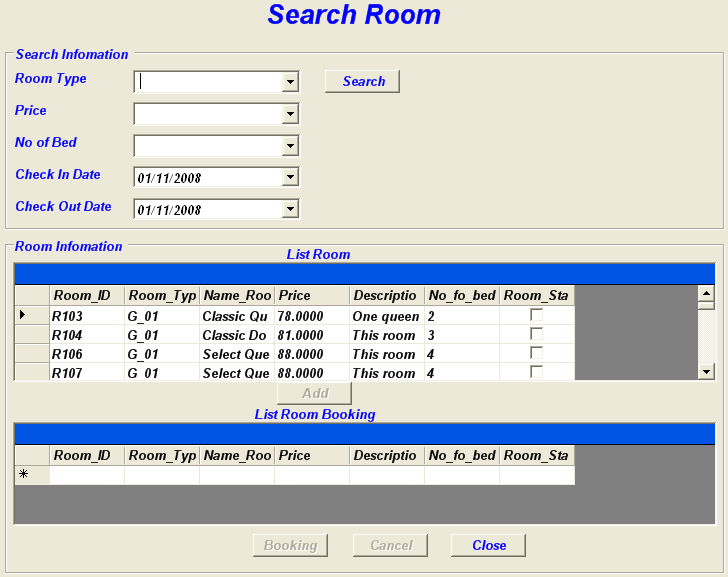 Search Room
Search Infomation
Room Type
Search
Price
No of Bed
Check In Date 01/11/2008
Check Out Date 01/11/2008
Room Infomation
List Room
Room_ID Room_Typ Name_Roo Price Descriptio No_fo_bed Room_Sta
R103 G_01 Classic Qu 78.0000 One queen 2
R104 G_01 Classic Do 81.0000 This room 3
R106 G_01 Select Que 88.0000 This room 4
R107 G_01 Select Que 88.0000 This room 4
Add
List Room Booking
Room_ID Room_Typ Name_Roo Price Descriptio No_fo_bed Room_Sta
Booking Cancel Close